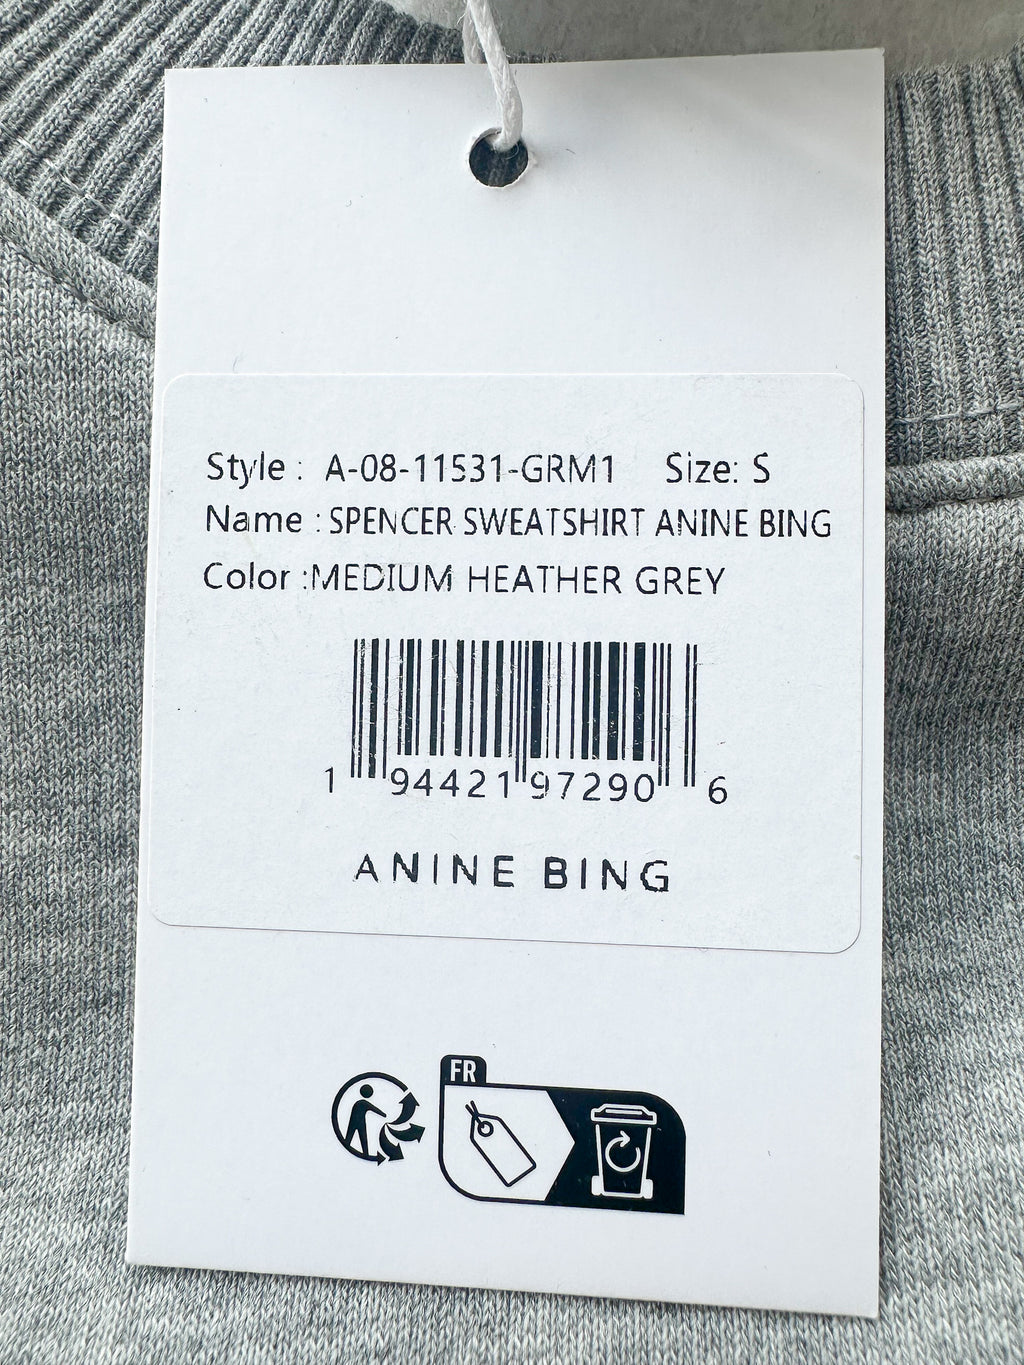 Style : A-08-11531-GRM1 Size: S
Name : SPENCER SWEATSHIRT ANINE BING
Color :MEDIUM HEATHER GREY
1 94421 97290 6
ANINE BING
FR